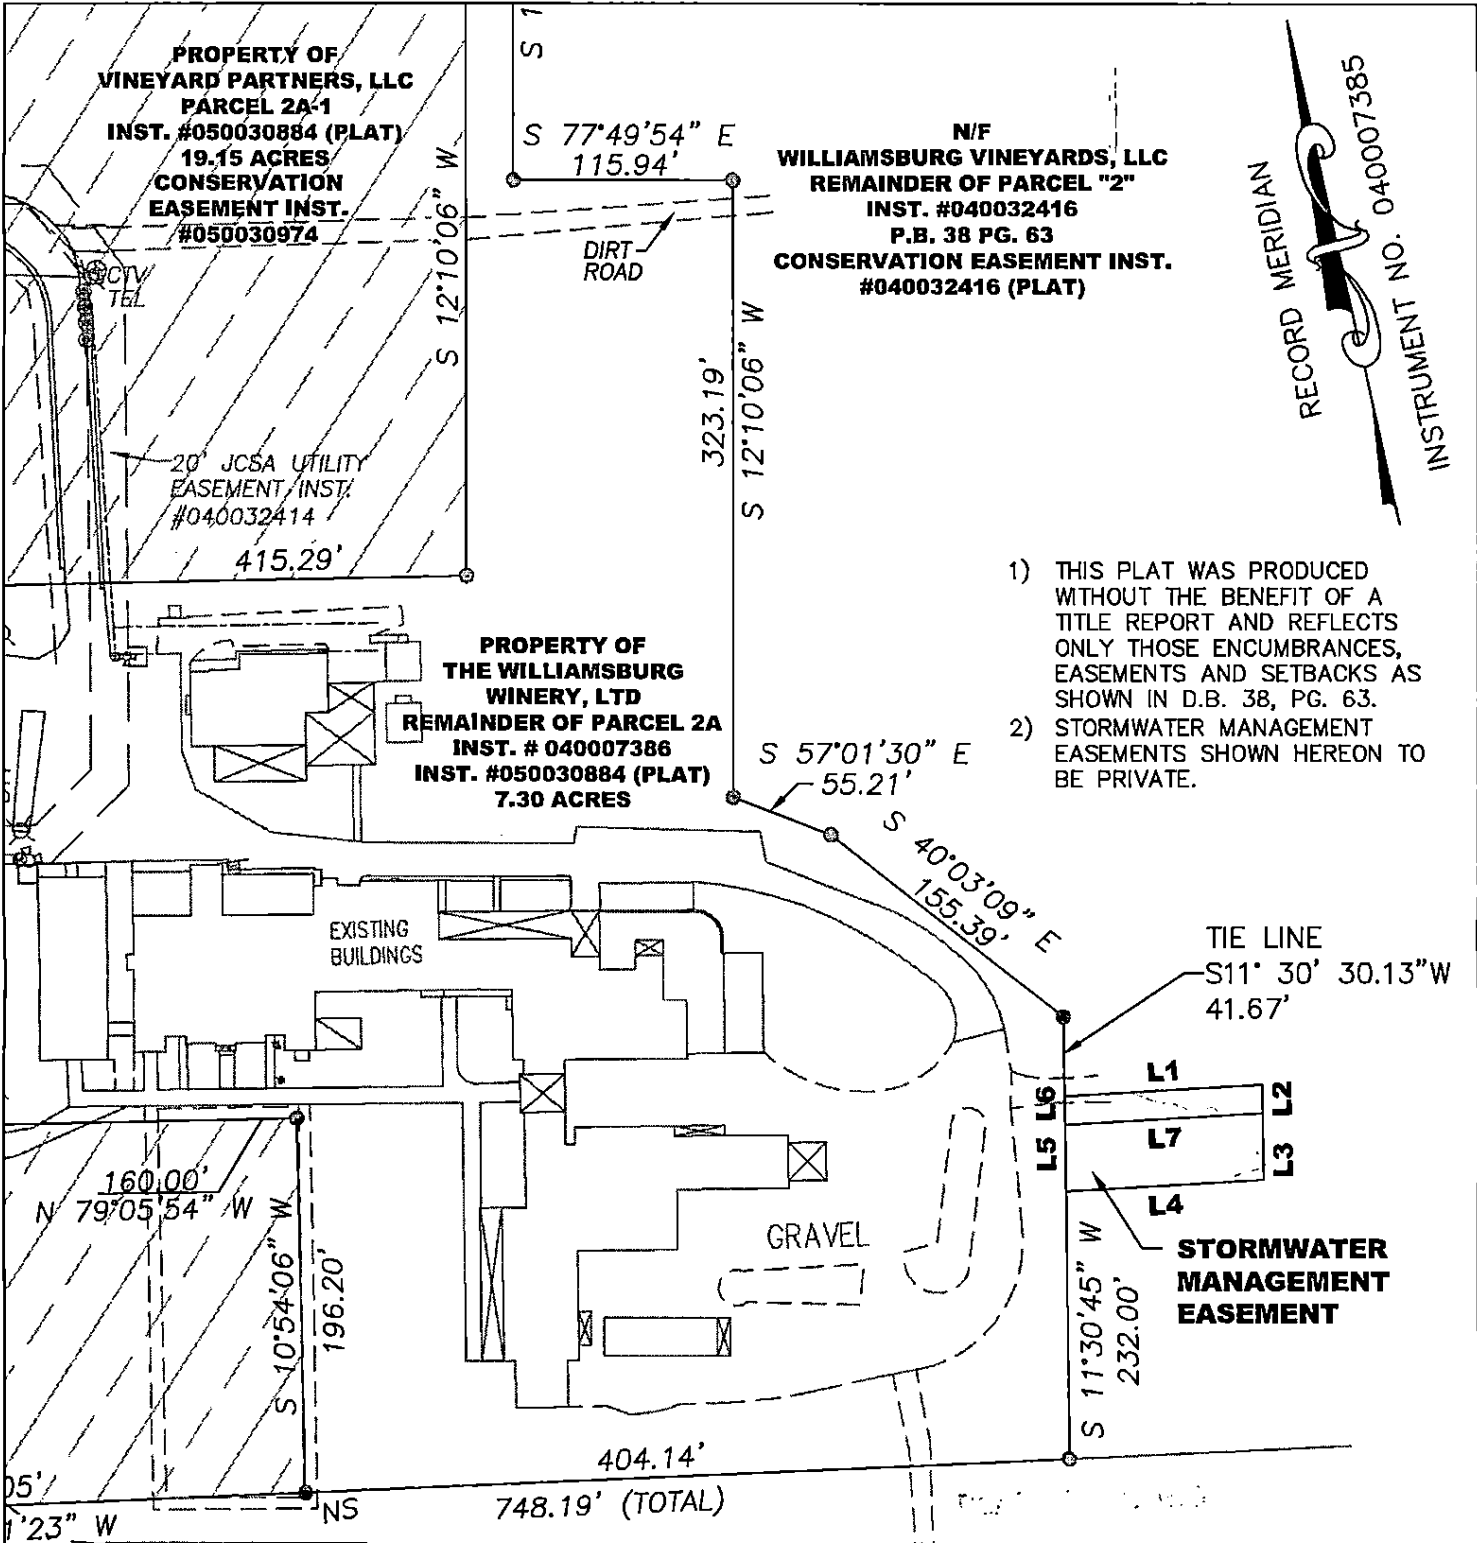 PROPERTY OF
VINEYARD PARTNERS, LLC
PARCEL 2A-1
INST. #050030884 (PLAT)
19.15 ACRES
CONSERVATION
EASEMENT INST.
#050030974
S 1
S 77°49'54" E
115.94'
N/F
WILLIAMSBURG VINEYARDS, LLC
REMAINDER OF PARCEL "2"
INST. #040032416
P.B. 38 PG. 63
CONSERVATION EASEMENT INST.
#040032416 (PLAT)
RECORD MERIDIAN
INSTRUMENT NO. 040007385
S 12°10'06" W
DIRT
ROAD
CTV
TEL
323.19'
S 12°10'06" W
20' JCSA UTILITY
EASEMENT INST.
#040032414
415.29'
1) THIS PLAT WAS PRODUCED
WITHOUT THE BENEFIT OF A
TITLE REPORT AND REFLECTS
ONLY THOSE ENCUMBRANCES,
EASEMENTS AND SETBACKS AS
SHOWN IN D.B. 38, PG. 63.
2) STORMWATER MANAGEMENT
EASEMENTS SHOWN HEREON TO
BE PRIVATE.
PROPERTY OF
THE WILLIAMSBURG
WINERY, LTD
REMAINDER OF PARCEL 2A
INST. # 040007386
INST. #050030884 (PLAT)
7.30 ACRES
S 57°01'30" E
55.21'
S 40°03'09" E
155.39'
EXISTING
BUILDINGS
TIE LINE
S11° 30' 30.13"W
41.67'
L1
L2
L6
L7
L5
L3
L4
160.00'
N 79°05'54" W
S 10°54'06" W
196.20'
GRAVEL
STORMWATER
MANAGEMENT
EASEMENT
S 11°30'45" W
232.00'
404.14'
748.19' (TOTAL)
05'
1'23" W
NS